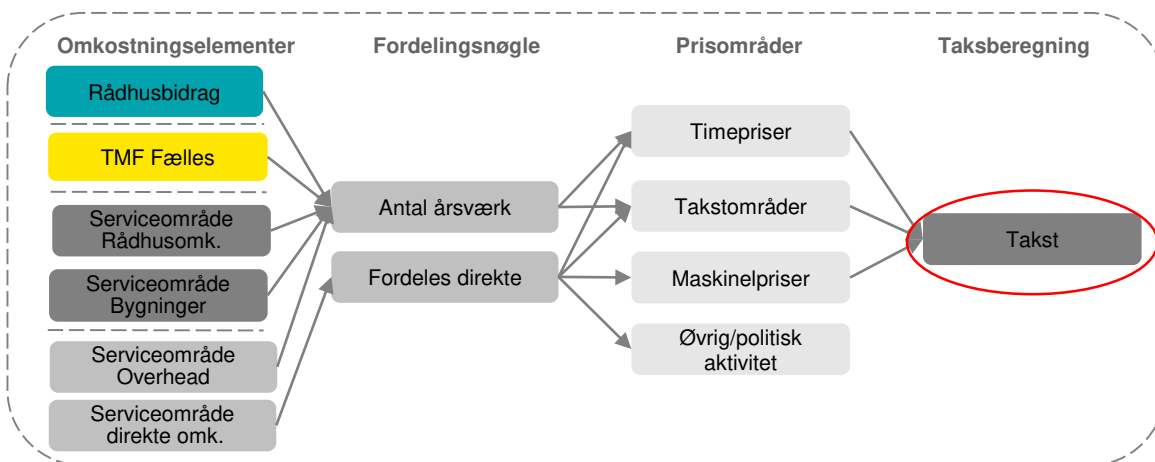 Omkostningselementer
Fordelingsnøgle
Prisområder
Taksberegning
Rådhusbidrag
TMF Fælles
Serviceområde
Rådhusomk.
Serviceområde
Bygninger
Serviceområde
Overhead
Serviceområde
direkte omk.
Antal årsværk
Fordeles direkte
Timepriser
Takstområder
Maskinelpriser
Øvrig/politisk
aktivitet
Takst